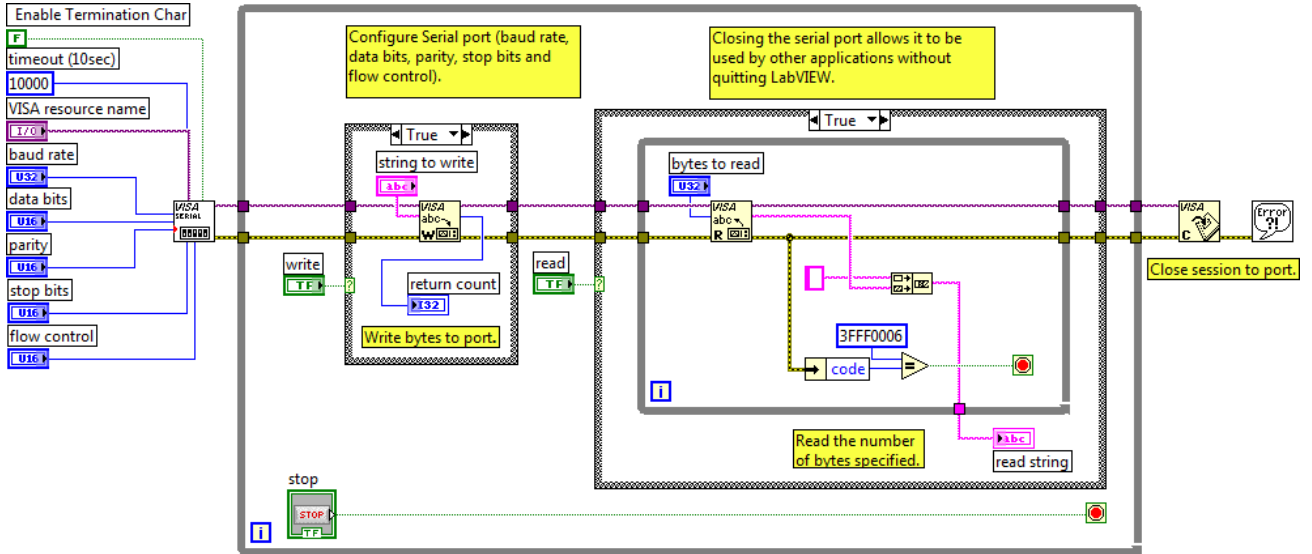 Enable Termination Char
F
timeout (10sec)
10000
VISA resource name
I/O
baud rate
U32
data bits
U16
parity
U16
stop bits
U16
flow control
U16
VISA
SERIAL
Configure Serial port (baud rate,
data bits, parity, stop bits and
flow control).
True
string to write
abc
VISA
abc
W
write
TF
?
return count
I32
Write bytes to port.
Closing the serial port allows it to be
used by other applications without
quitting LabVIEW.
True
bytes to read
U32
VISA
abc
R
read
TF
?
3FFF0006
code
=
i
Read the number
of bytes specified.
abc
read string
stop
STOP
TF
i
VISA
C
Error
?!
Close session to port.